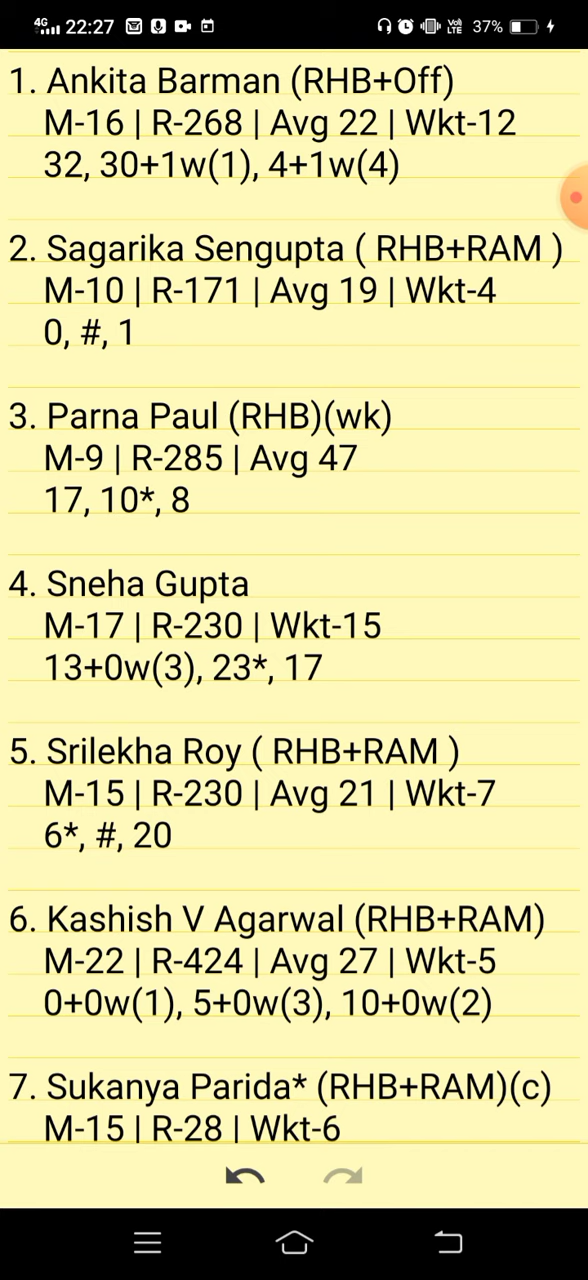 4G 22:27 Vo) LTE 37%
1. Ankita Barman (RHB+Off)
M-16 | R-268 | Avg 22 | Wkt-12
32, 30+1w(1), 4+1w(4)
2. Sagarika Sengupta ( RHB+RAM )
M-10 | R-171 | Avg 19 | Wkt-4
0, #, 1
3. Parna Paul (RHB)(wk)
M-9 | R-285 | Avg 47
17, 10*, 8
4. Sneha Gupta
M-17 | R-230 | Wkt-15
13+0w(3), 23*, 17
5. Srilekha Roy ( RHB+RAM )
M-15 | R-230 | Avg 21 | Wkt-7
6*, #, 20
6. Kashish V Agarwal (RHB+RAM)
M-22 | R-424 | Avg 27 | Wkt-5
0+0w(1), 5+0w(3), 10+0w(2)
7. Sukanya Parida* (RHB+RAM)(c)
M-15 | R-28 | Wkt-6